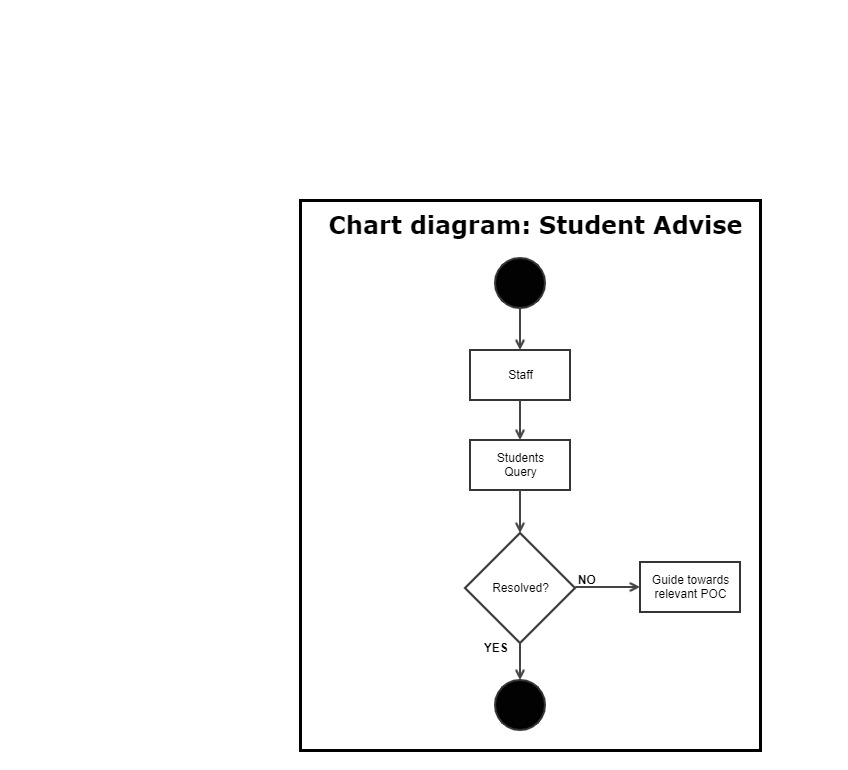 Chart diagram: Student Advise
Staff
Students
Query
Resolved?
NO
Guide towards
relevant POC
YES